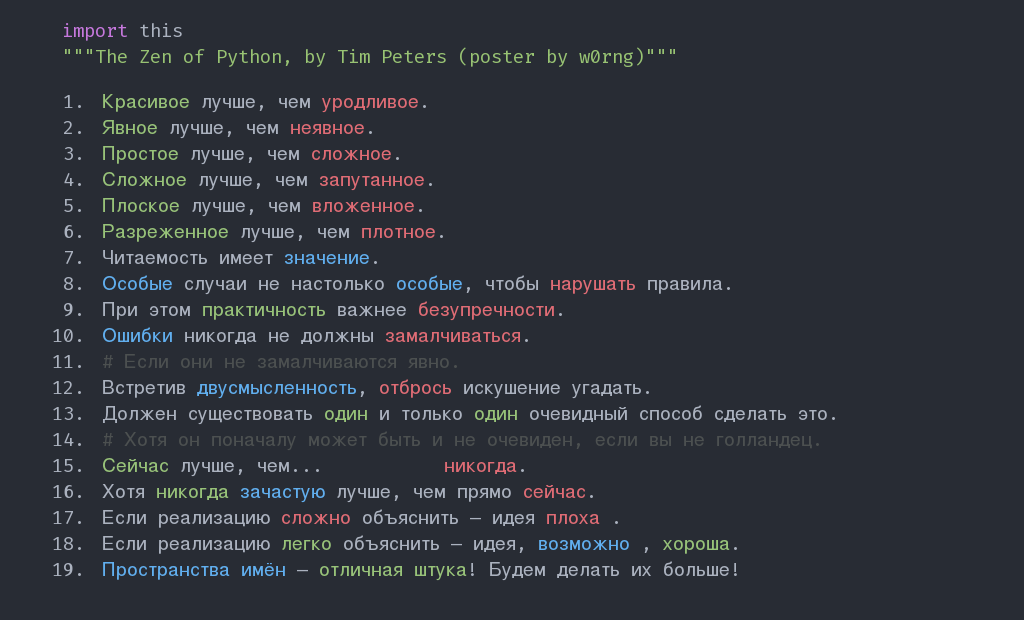 import this
"""The Zen of Python, by Tim Peters (poster by w0rng)"""
1. Красивое лучше, чем уродливое.
2. Явное лучше, чем неявное.
3. Простое лучше, чем сложное.
4. Сложное лучше, чем запутанное.
5. Плоское лучше, чем вложенное.
6. Разреженное лучше, чем плотное.
7. Читаемость имеет значение.
8. Особые случаи не настолько особые, чтобы нарушать правила.
9. При этом практичность важнее безупречности.
10. Ошибки никогда не должны замалчиваться.
11. # Если они не замалчиваются явно.
12. Встретив двусмысленность, отбрось искушение угадать.
13. Должен существовать один и только один очевидный способ сделать это.
14. # Хотя он поначалу может быть и не очевиден, если вы не голландец.
15. Сейчас лучше, чем... никогда.
16. Хотя никогда зачастую лучше, чем прямо сейчас.
17. Если реализацию сложно объяснить — идея плоха .
18. Если реализацию легко объяснить — идея, возможно , хороша.
19. Пространства имён — отличная штука! Будем делать их больше!